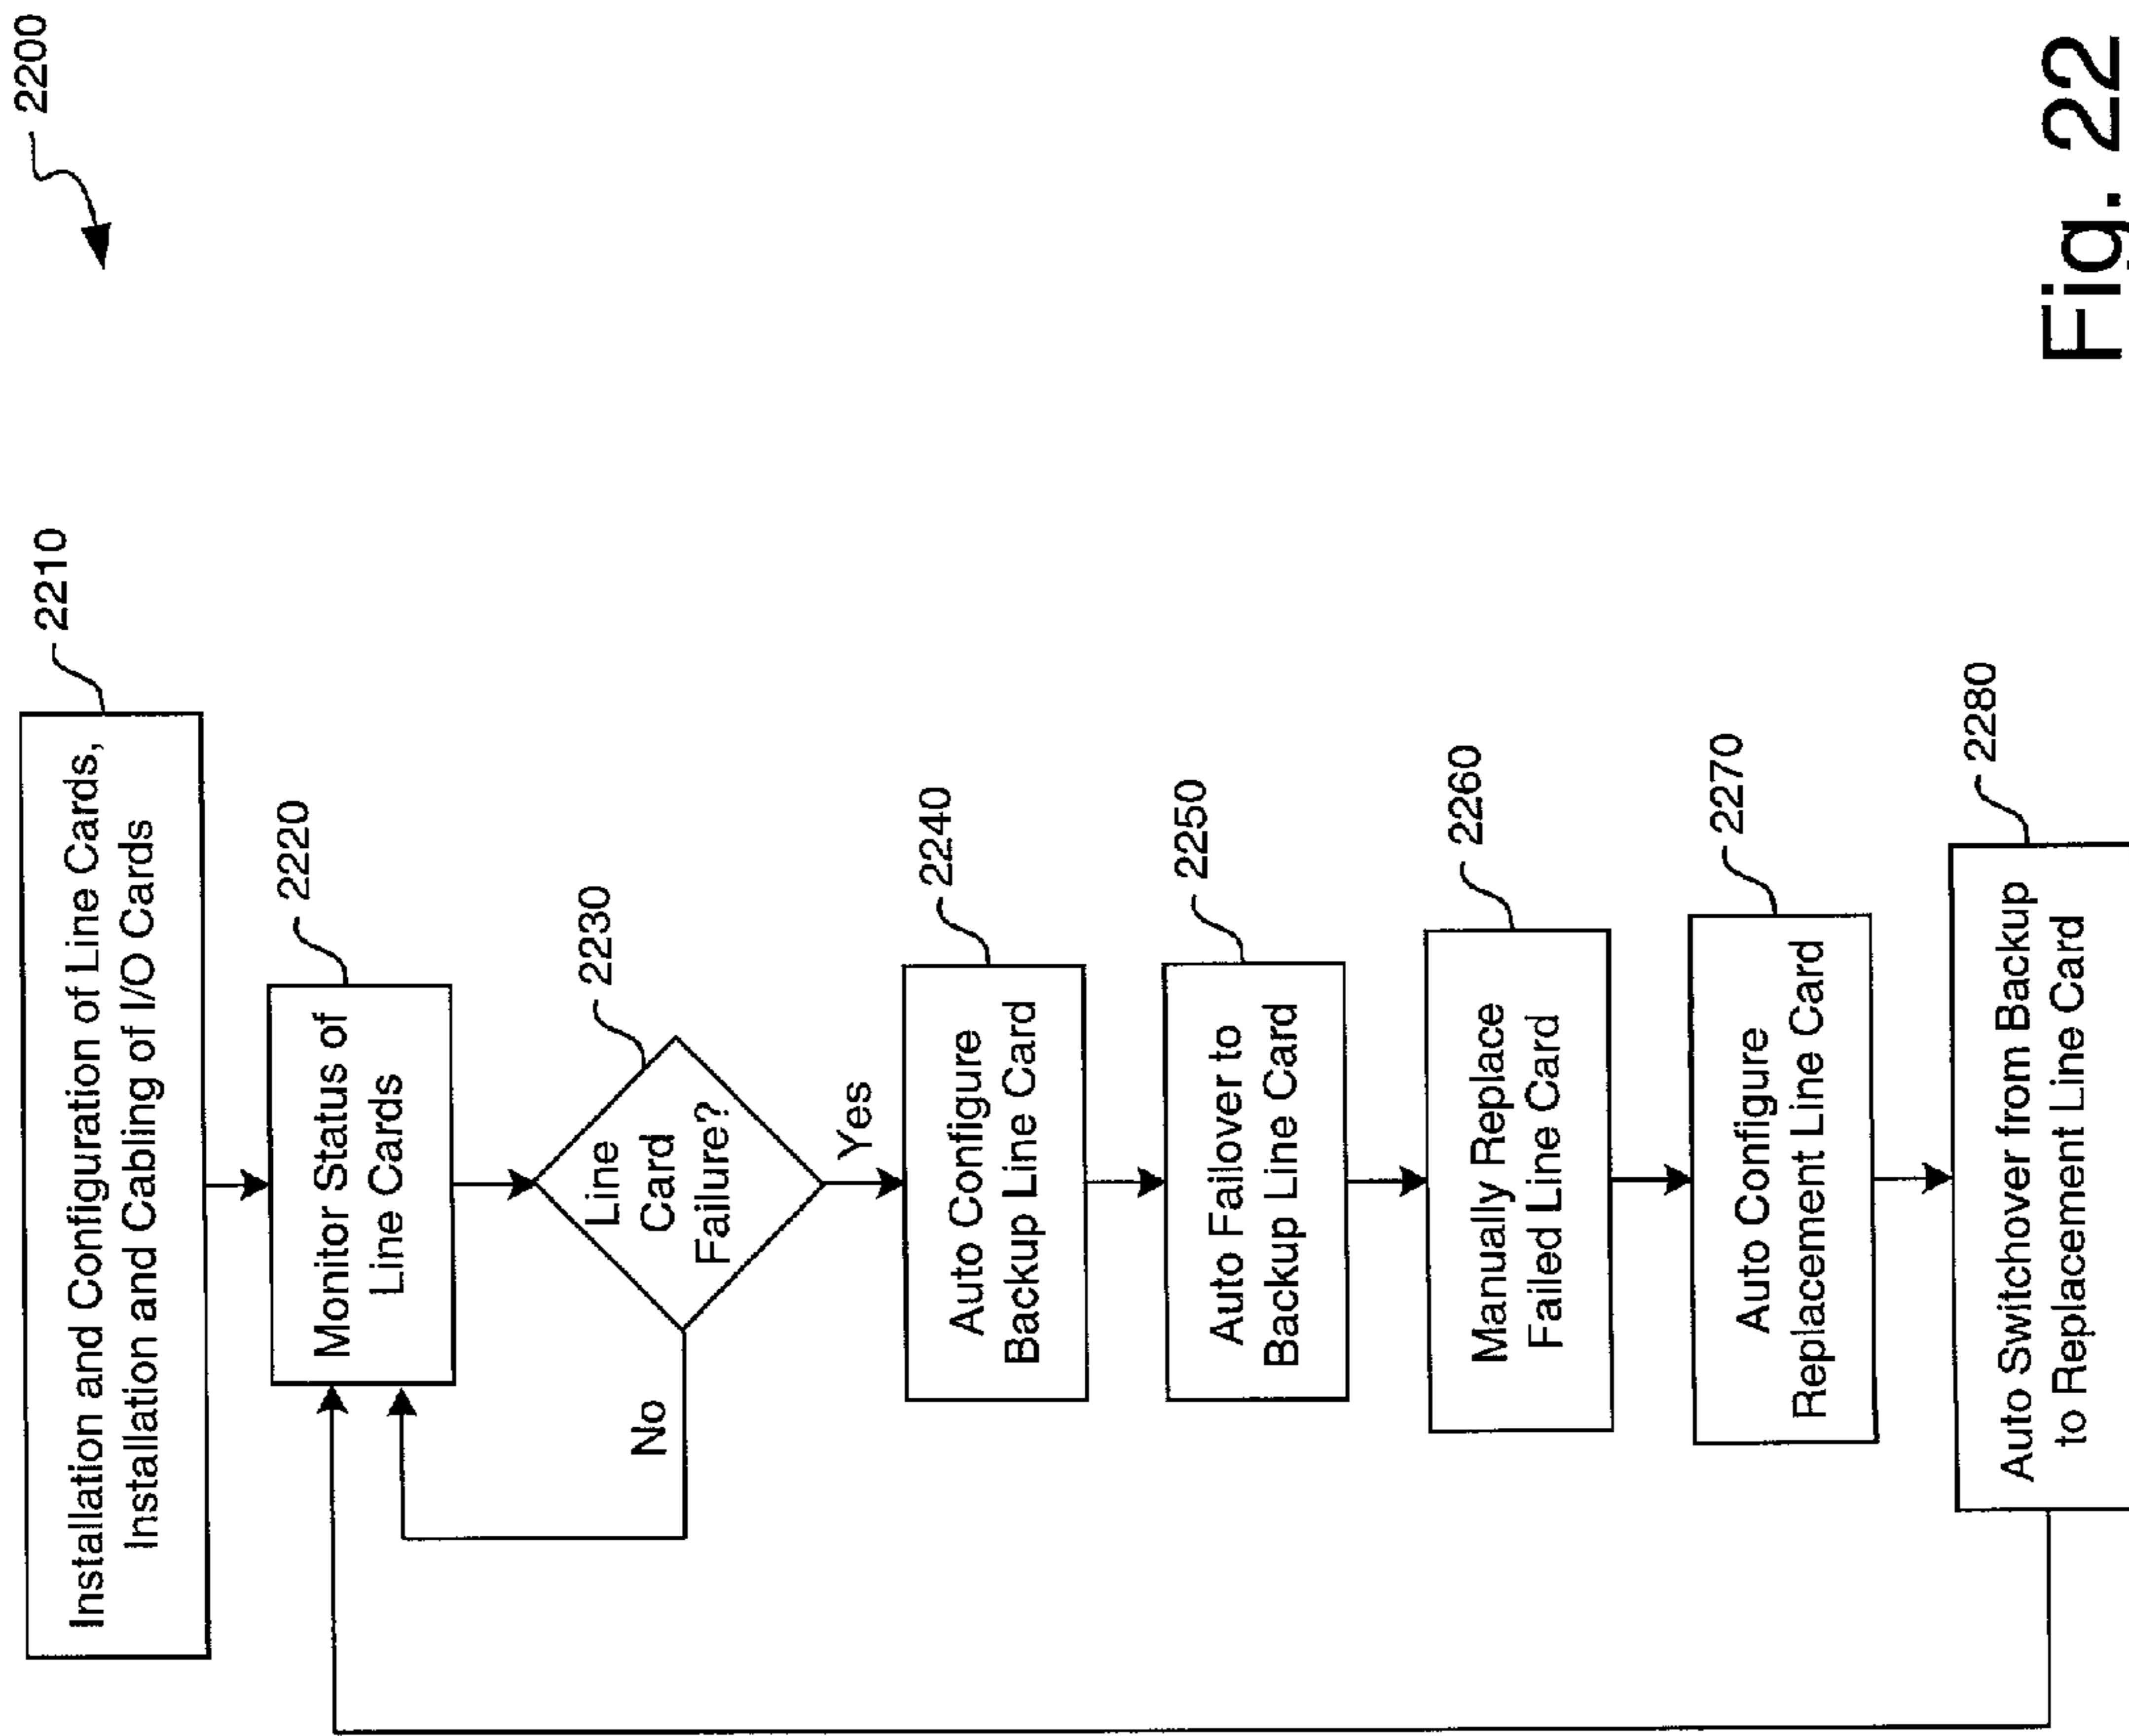 2200
Installation and Configuration of Line Cards,
Installation and Cabling of I/O Cards
2210
Monitor Status of
Line Cards
2220
Line
Card
Failure?
2230
No
Yes
Auto Configure
Backup Line Card
2240
Auto Failover to
Backup Line Card
2250
Manually Replace
Failed Line Card
2260
Auto Configure
Replacement Line Card
2270
Auto Switchover from Backup
to Replacement Line Card
2280
Fig. 22